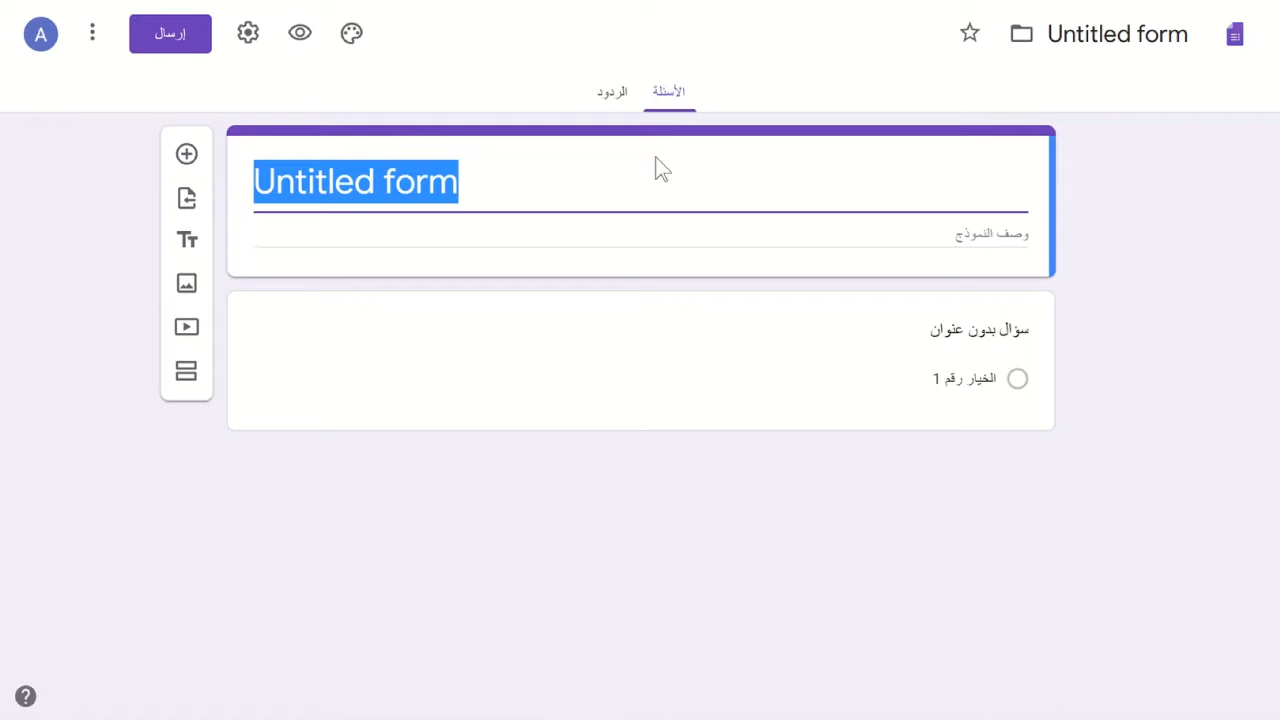 Untitled form
إرسال
A
الأسئلة
الردود
Untitled form
وصف النموذج
سؤال بدون عنوان
الخيار رقم 1